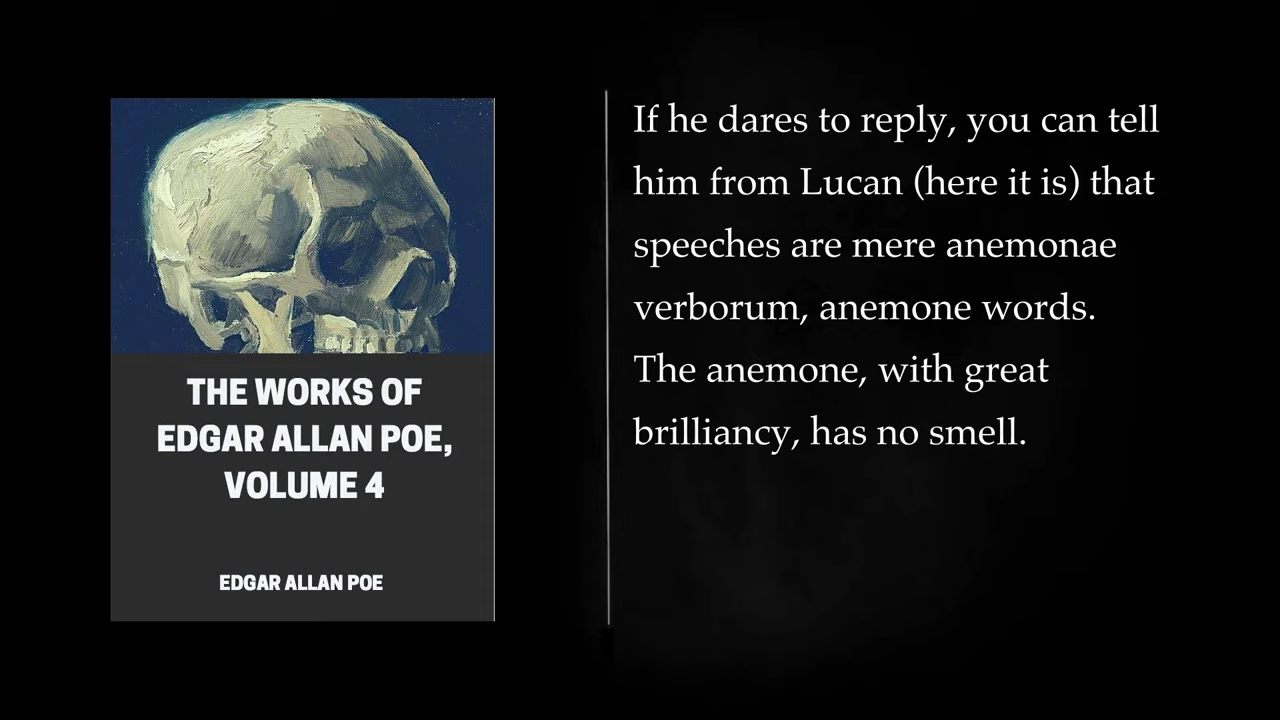 THE WORKS OF
EDGAR ALLAN POE,
VOLUME 4
EDGAR ALLAN POE
If he dares to reply, you can tell
him from Lucan (here it is) that
speeches are mere anemonae
verborum, anemone words.
The anemone, with great
brilliancy, has no smell.